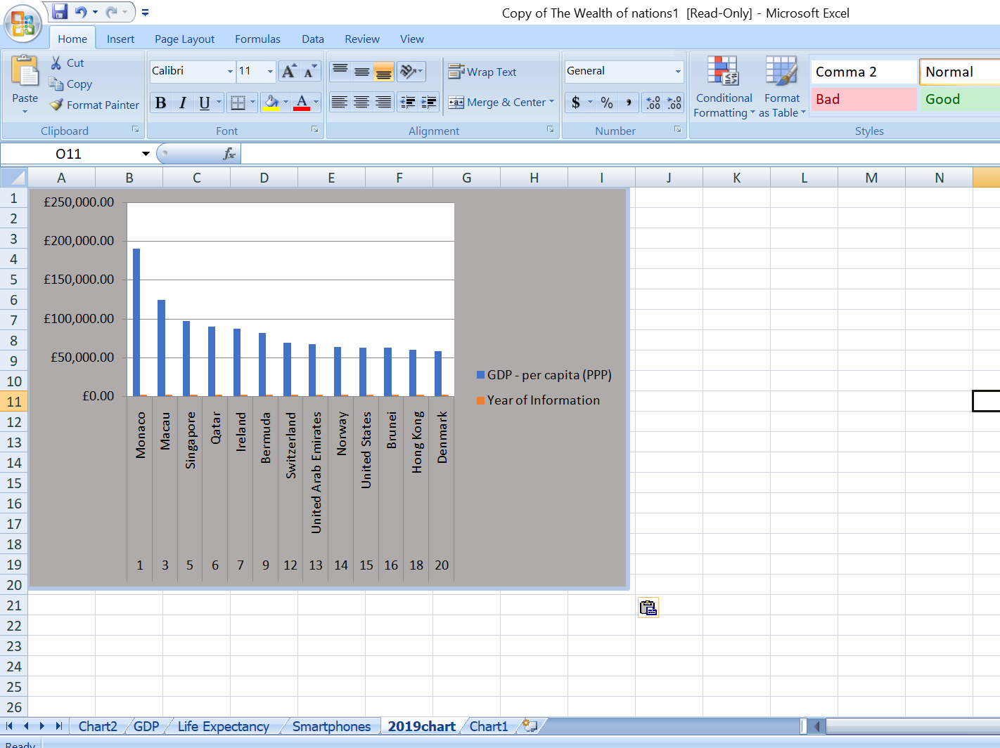 Copy of The Wealth of nations1 [Read-Only] - Microsoft Excel
Home Insert Page Layout Formulas Data Review View
Paste
Cut
Copy
Format Painter
Clipboard
Calibri 11
B I U A
Font
Wrap Text
Merge & Center
Alignment
General
$ % ,
Number
Conditional Formatting
Format as Table
Comma 2 Normal
Bad Good
Styles
O11 fx
A B C D E F G H I J K L M N
1
2
3
4
5
6
7
8
9
10
11
12
13
14
15
16
17
18
19
20
21
22
23
24
25
26
£250,000.00
£200,000.00
£150,000.00
£100,000.00
£50,000.00
£0.00
GDP - per capita (PPP)
Year of Information
Monaco
Macau
Singapore
Qatar
Ireland
Bermuda
Switzerland
United Arab Emirates
Norway
United States
Brunei
Hong Kong
Denmark
1 3 5 6 7 9 12 13 14 15 16 18 20
Chart2 GDP Life Expectancy Smartphones 2019chart Chart1
Ready